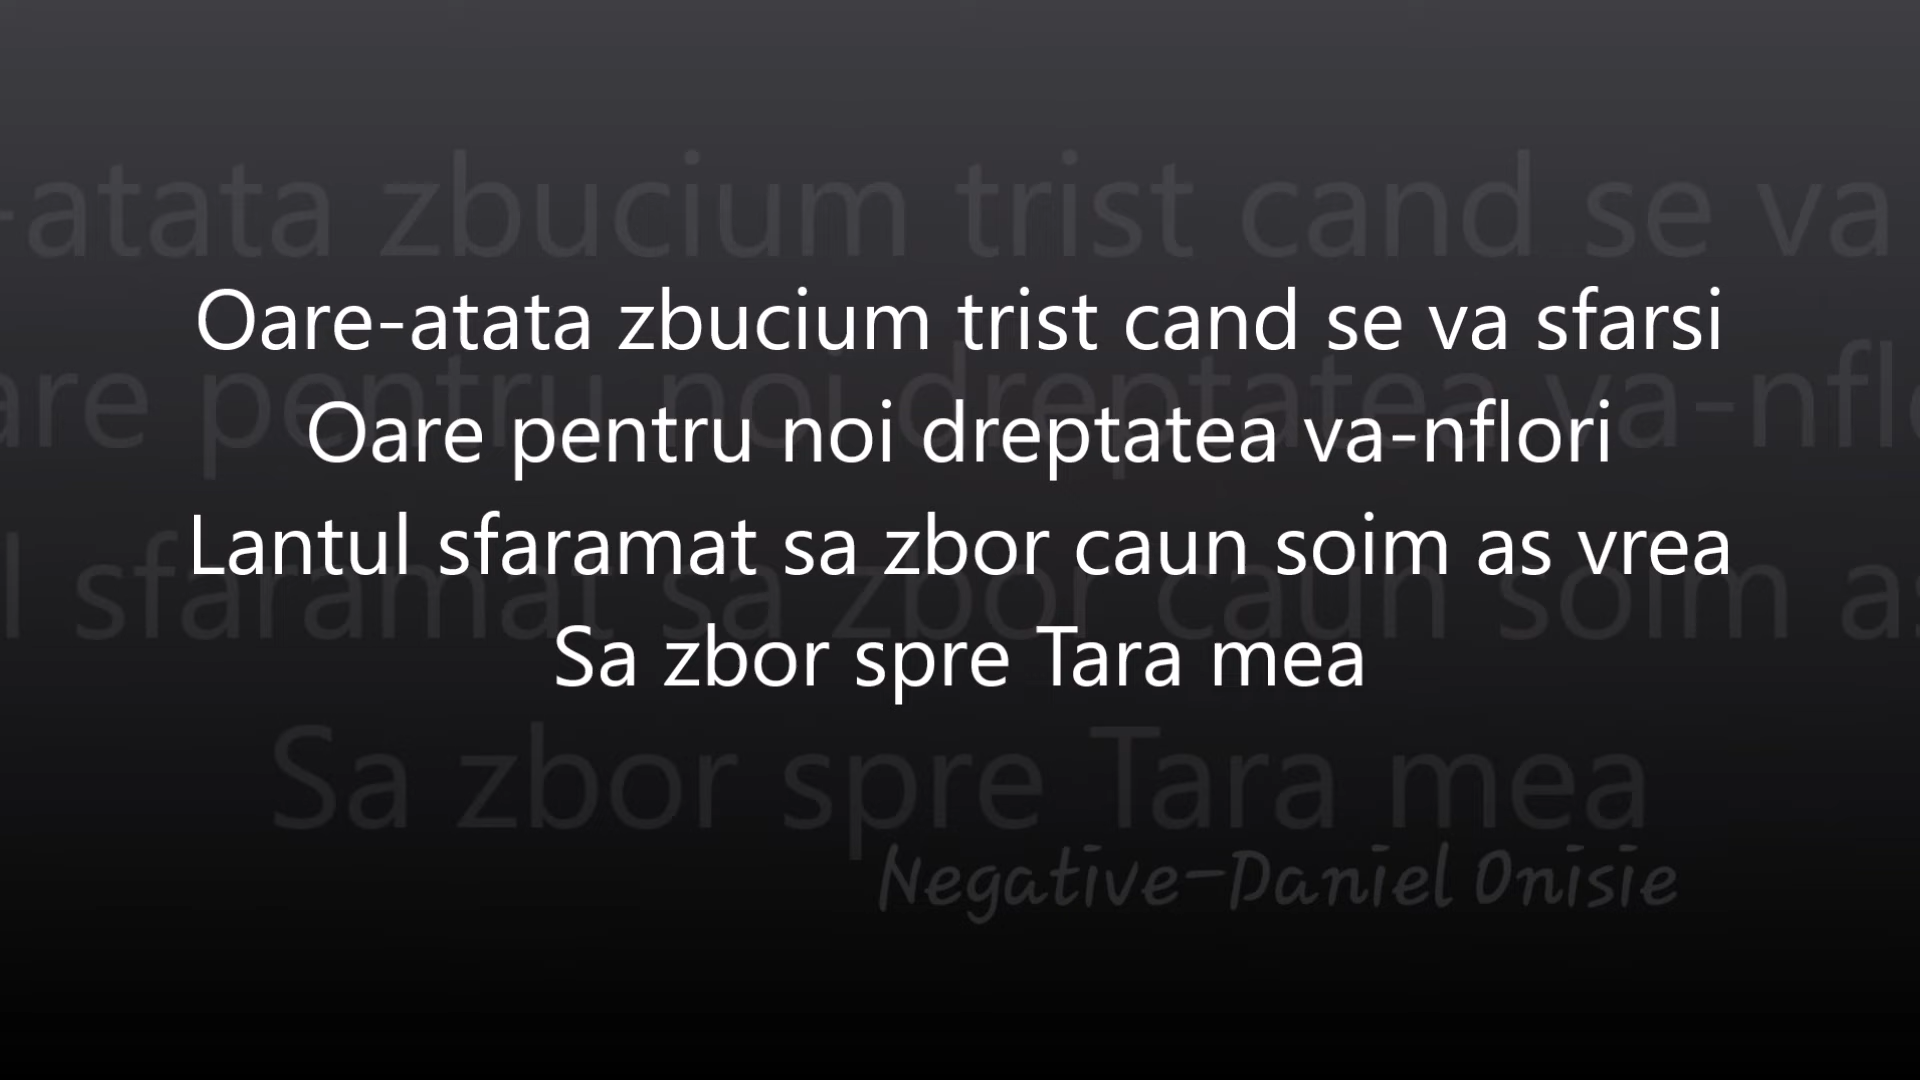 Oare-atata zbucium trist cand se va sfarsi
Oare pentru noi dreptatea va-nflori
Lantul sfaramat sa zbor caun soim as vrea
Sa zbor spre Tara mea
Negative-Daniel Onisie